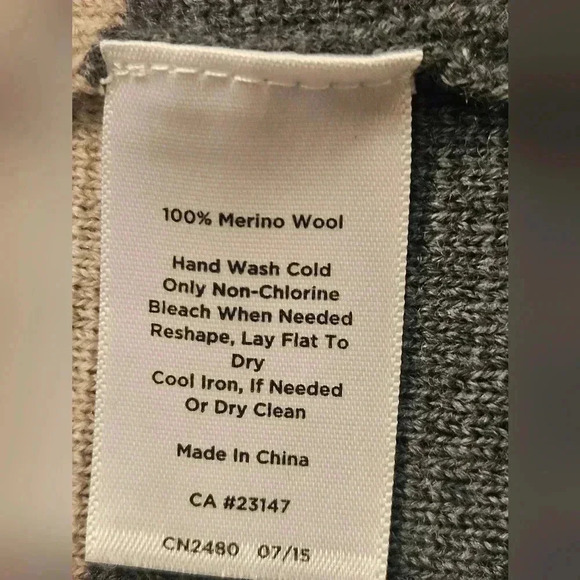 100% Merino Wool
Hand Wash Cold
Only Non-Chlorine
Bleach When Needed
Reshape, Lay Flat To
Dry
Cool Iron, If Needed
Or Dry Clean
Made In China
CA #23147
CN2480 07/15